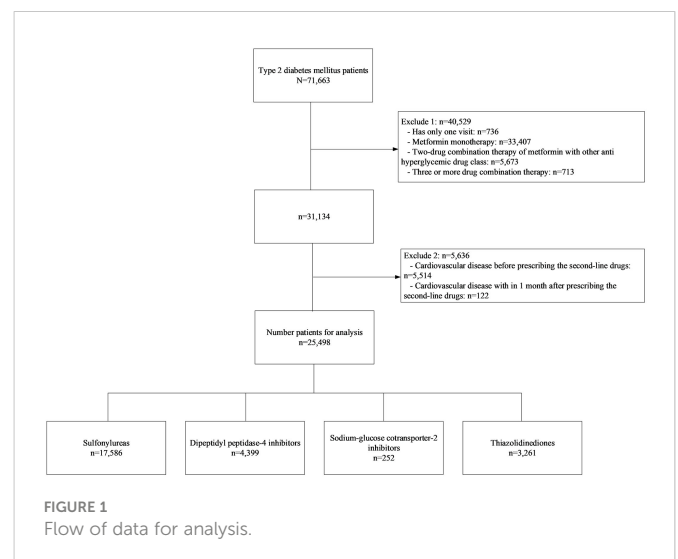 Type 2 diabetes mellitus patients
N=71,663
Exclude 1: n=40,529
- Has only one visit: n=736
- Metformin monotherapy: n=33,407
- Two-drug combination therapy of metformin with other anti
hyperglycemic drug class: n=5,673
- Three or more drug combination therapy: n=713
n=31,134
Exclude 2: n=5,636
- Cardiovascular disease before prescribing the second-line drugs:
n=5,514
- Cardiovascular disease with in 1 month after prescribing the
second-line drugs: n=122
Number patients for analysis
n=25,498
Sulfonylureas
n=17,586
Dipeptidyl peptidase-4 inhibitors
n=4,399
Sodium-glucose cotransporter-2
inhibitors
n=252
Thiazolidinediones
n=3,261
FIGURE 1
Flow of data for analysis.